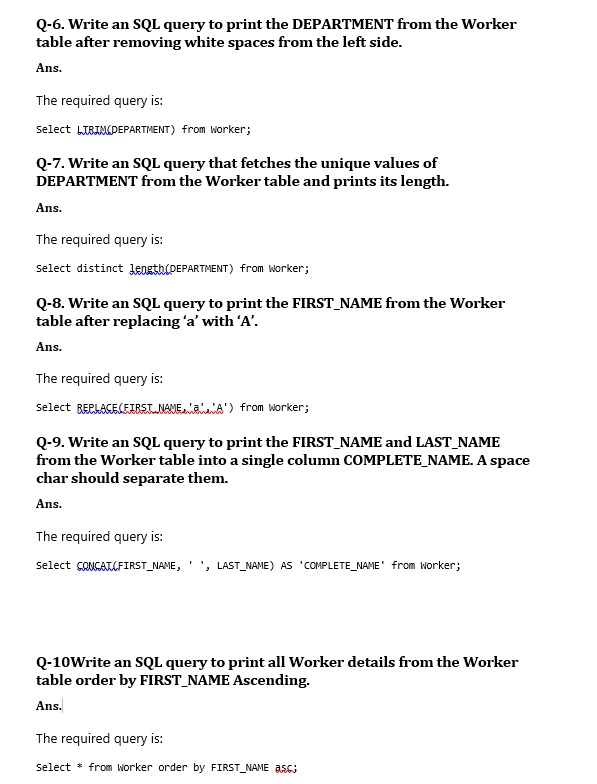 Q-6. Write an SQL query to print the DEPARTMENT from the Worker
table after removing white spaces from the left side.
Ans.
The required query is:
Select LTRIM(DEPARTMENT) from Worker;
Q-7. Write an SQL query that fetches the unique values of
DEPARTMENT from the Worker table and prints its length.
Ans.
The required query is:
Select distinct length(DEPARTMENT) from Worker;
Q-8. Write an SQL query to print the FIRST_NAME from the Worker
table after replacing ‘a’ with ‘A’.
Ans.
The required query is:
Select REPLACE(FIRST_NAME,'a','A') from Worker;
Q-9. Write an SQL query to print the FIRST_NAME and LAST_NAME
from the Worker table into a single column COMPLETE_NAME. A space
char should separate them.
Ans.
The required query is:
Select CONCAT(FIRST_NAME, ' ', LAST_NAME) AS 'COMPLETE_NAME' from Worker;
Q-10Write an SQL query to print all Worker details from the Worker
table order by FIRST_NAME Ascending.
Ans.
The required query is:
Select * from Worker order by FIRST_NAME asc;